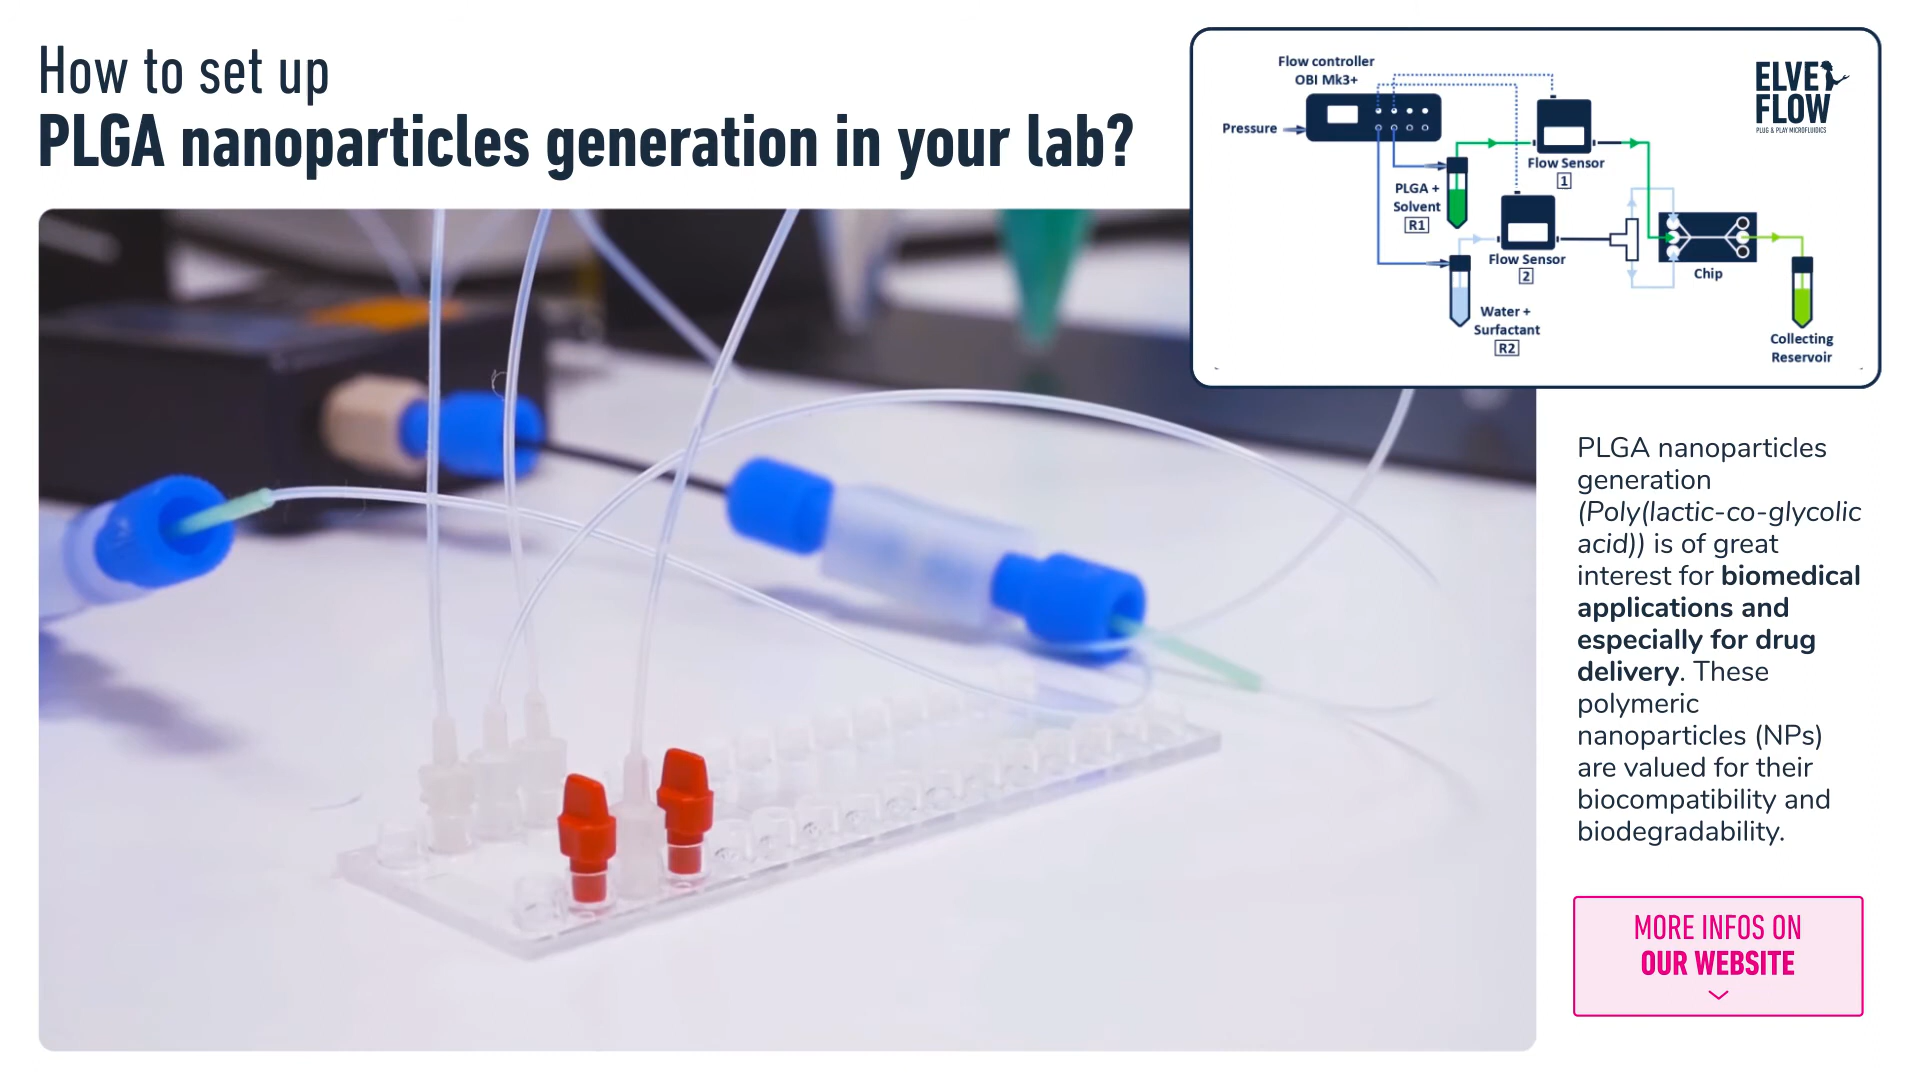 How to set up
PLGA nanoparticles generation in your lab?
Flow controller
OBI Mk3+
Pressure
PLGA +
Solvent
R1
Flow Sensor
1
Flow Sensor
2
Water +
Surfactant
R2
Chip
Collecting
Reservoir
ELVE
FLOW
PLUG & PLAY MICROFLUIDICS
PLGA nanoparticles
generation
(Poly(lactic-co-glycolic
acid)) is of great
interest for biomedical
applications and
especially for drug
delivery. These
polymeric
nanoparticles (NPs)
are valued for their
biocompatibility and
biodegradability.
MORE INFOS ON
OUR WEBSITE